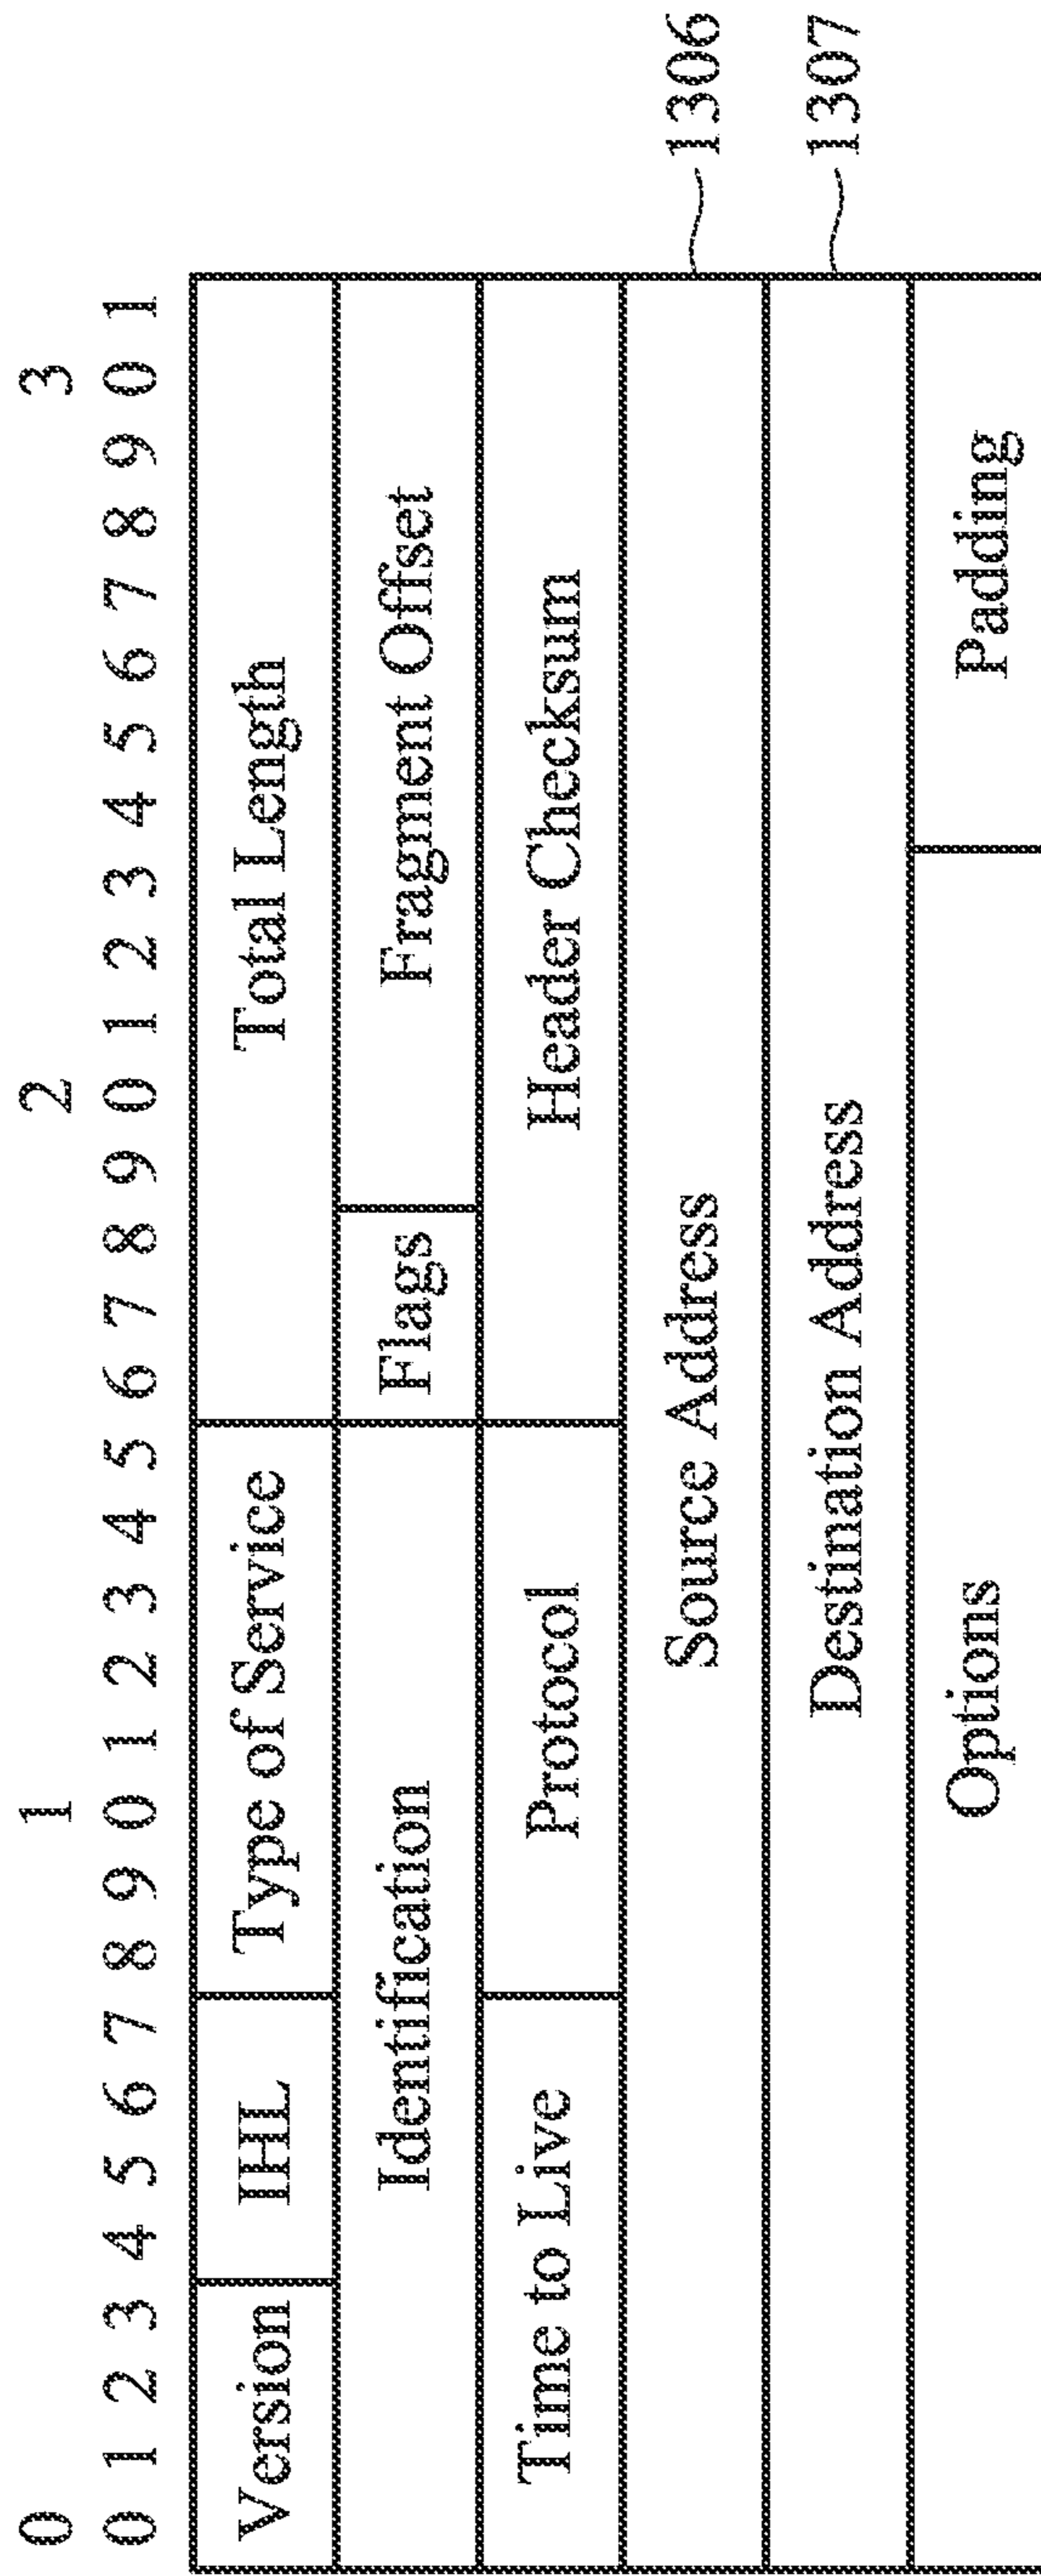 0 1 2 3
0 1 2 3 4 5 6 7 8 9 0 1 2 3 4 5 6 7 8 9 0 1 2 3 4 5 6 7 8 9 0 1
Version IHL Type of Service Total Length
Identification Flags Fragment Offset
Time to Live Protocol Header Checksum
Source Address 1306
Destination Address 1307
Options Padding